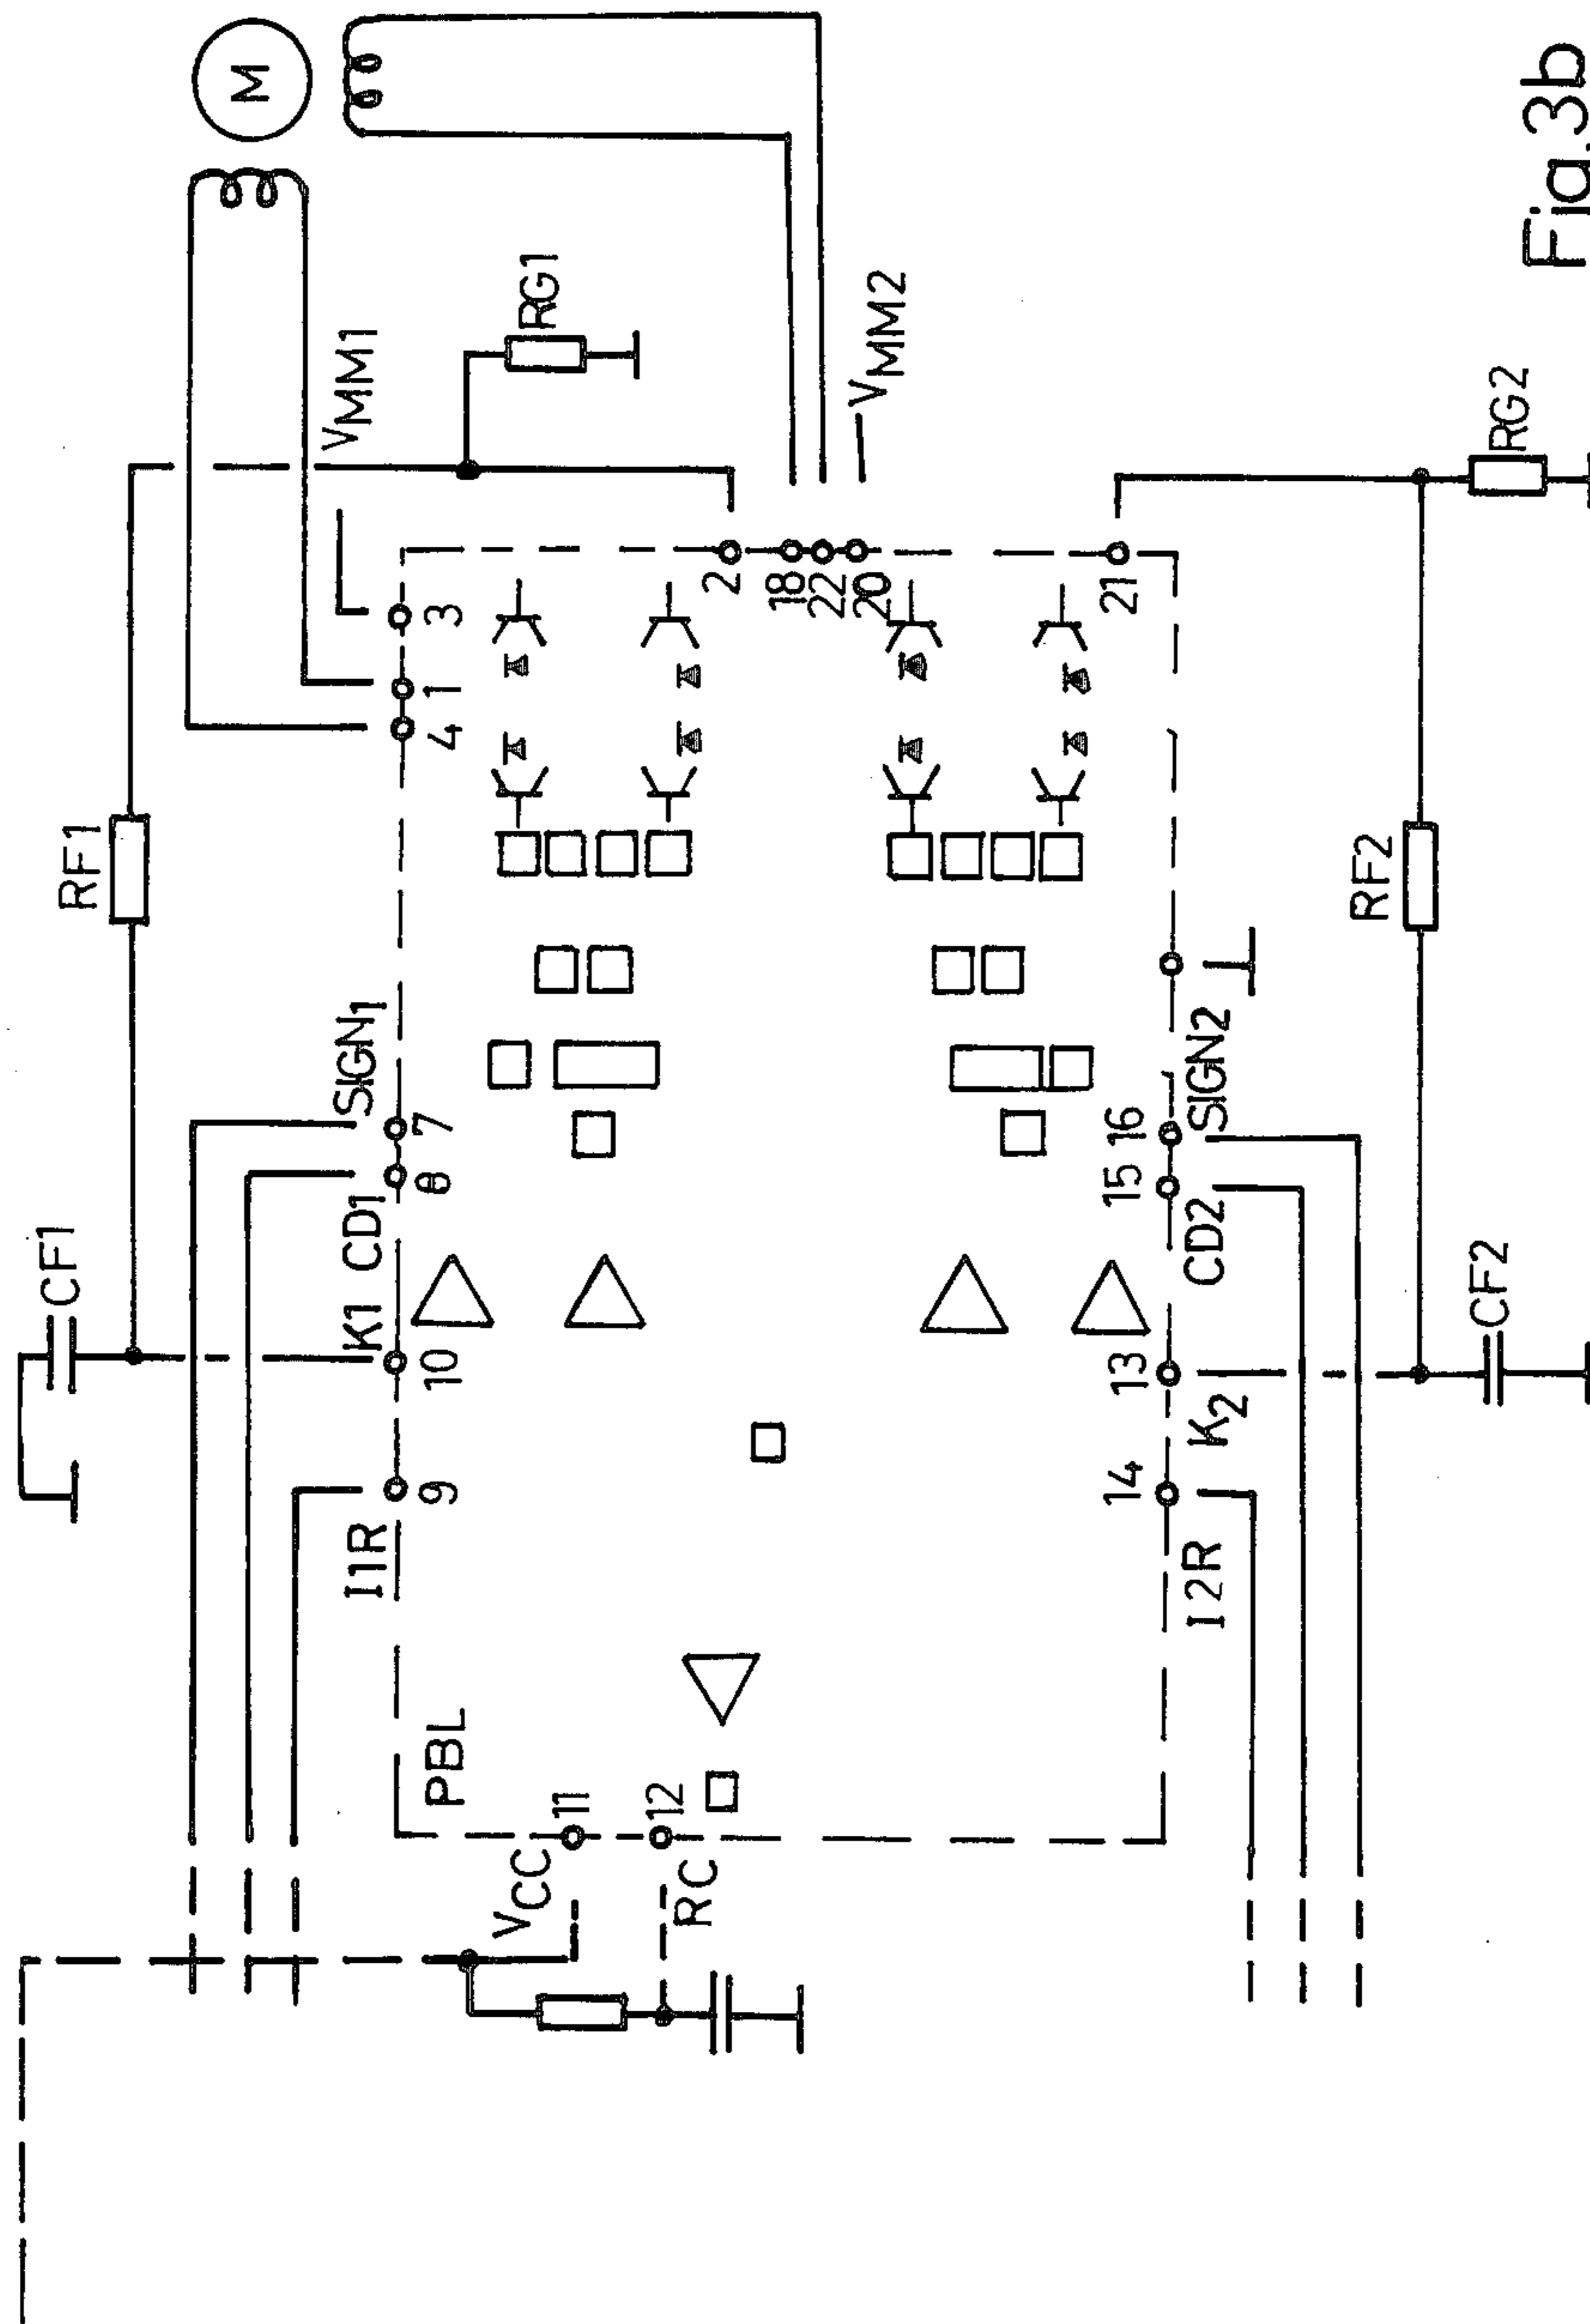 M
CF1
RF1
VMM1
RG1
I1R
K1
CD1
SIGN1
9
10
8
7
4
1
3
PBL
VCC
11
2
12
RC
18
22
20
VMM2
14
13
15
16
21
I2R
K2
CD2
SIGN2
RF2
CF2
RG2
Fig.3b